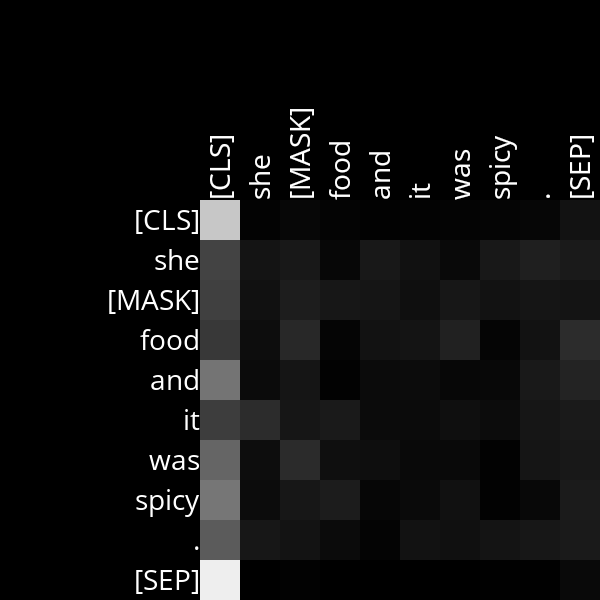 [CLS] she [MASK] food and it was spicy . [SEP]
[CLS]
she
[MASK]
food
and
it
was
spicy
.
[SEP]